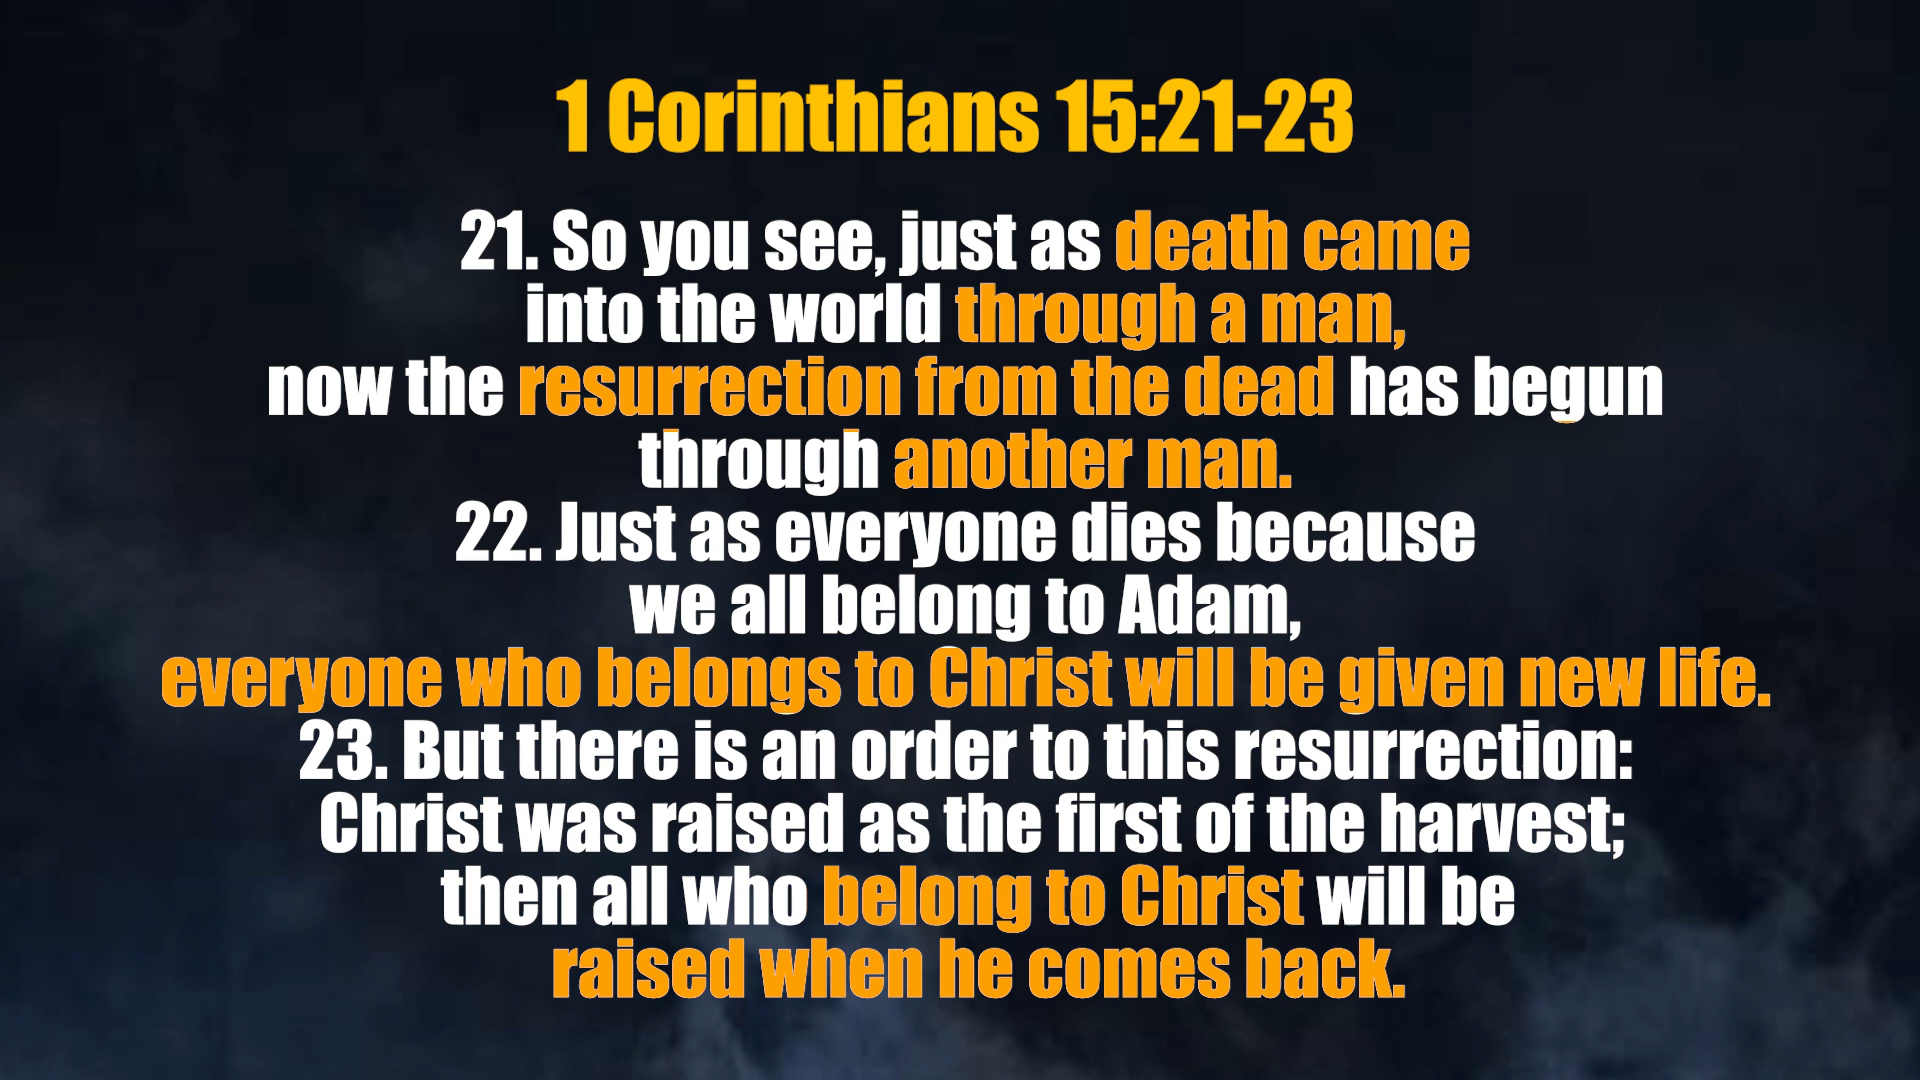 1 Corinthians 15:21-23
21. So you see, just as death came
into the world through a man,
now the resurrection from the dead has begun
through another man.
22. Just as everyone dies because
we all belong to Adam,
everyone who belongs to Christ will be given new life.
23. But there is an order to this resurrection:
Christ was raised as the first of the harvest;
then all who belong to Christ will be
raised when he comes back.